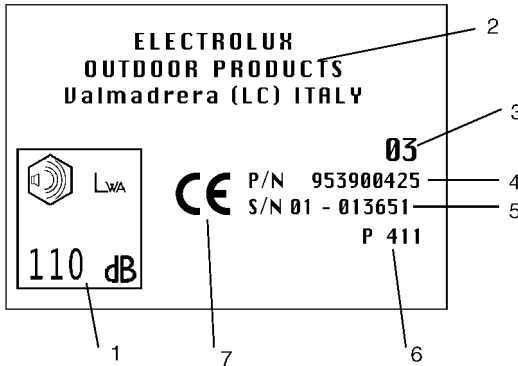 ELECTROLUX
OUTDOOR PRODUCTS
Valmadrera (LC) ITALY
2
03
3
LWA
CE
P/N 953900425
4
S/N 01 - 013651
5
P 411
110 dB
1
7
6